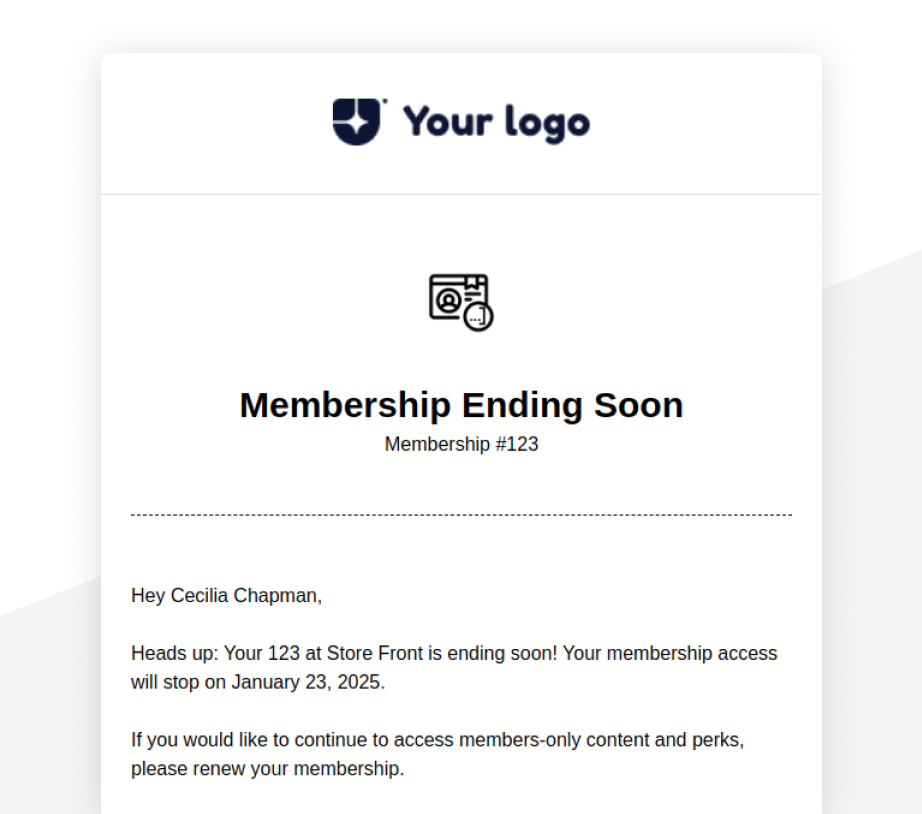 Your logo
Membership Ending Soon
Membership #123
Hey Cecilia Chapman,
Heads up: Your 123 at Store Front is ending soon! Your membership access
will stop on January 23, 2025.
If you would like to continue to access members-only content and perks,
please renew your membership.